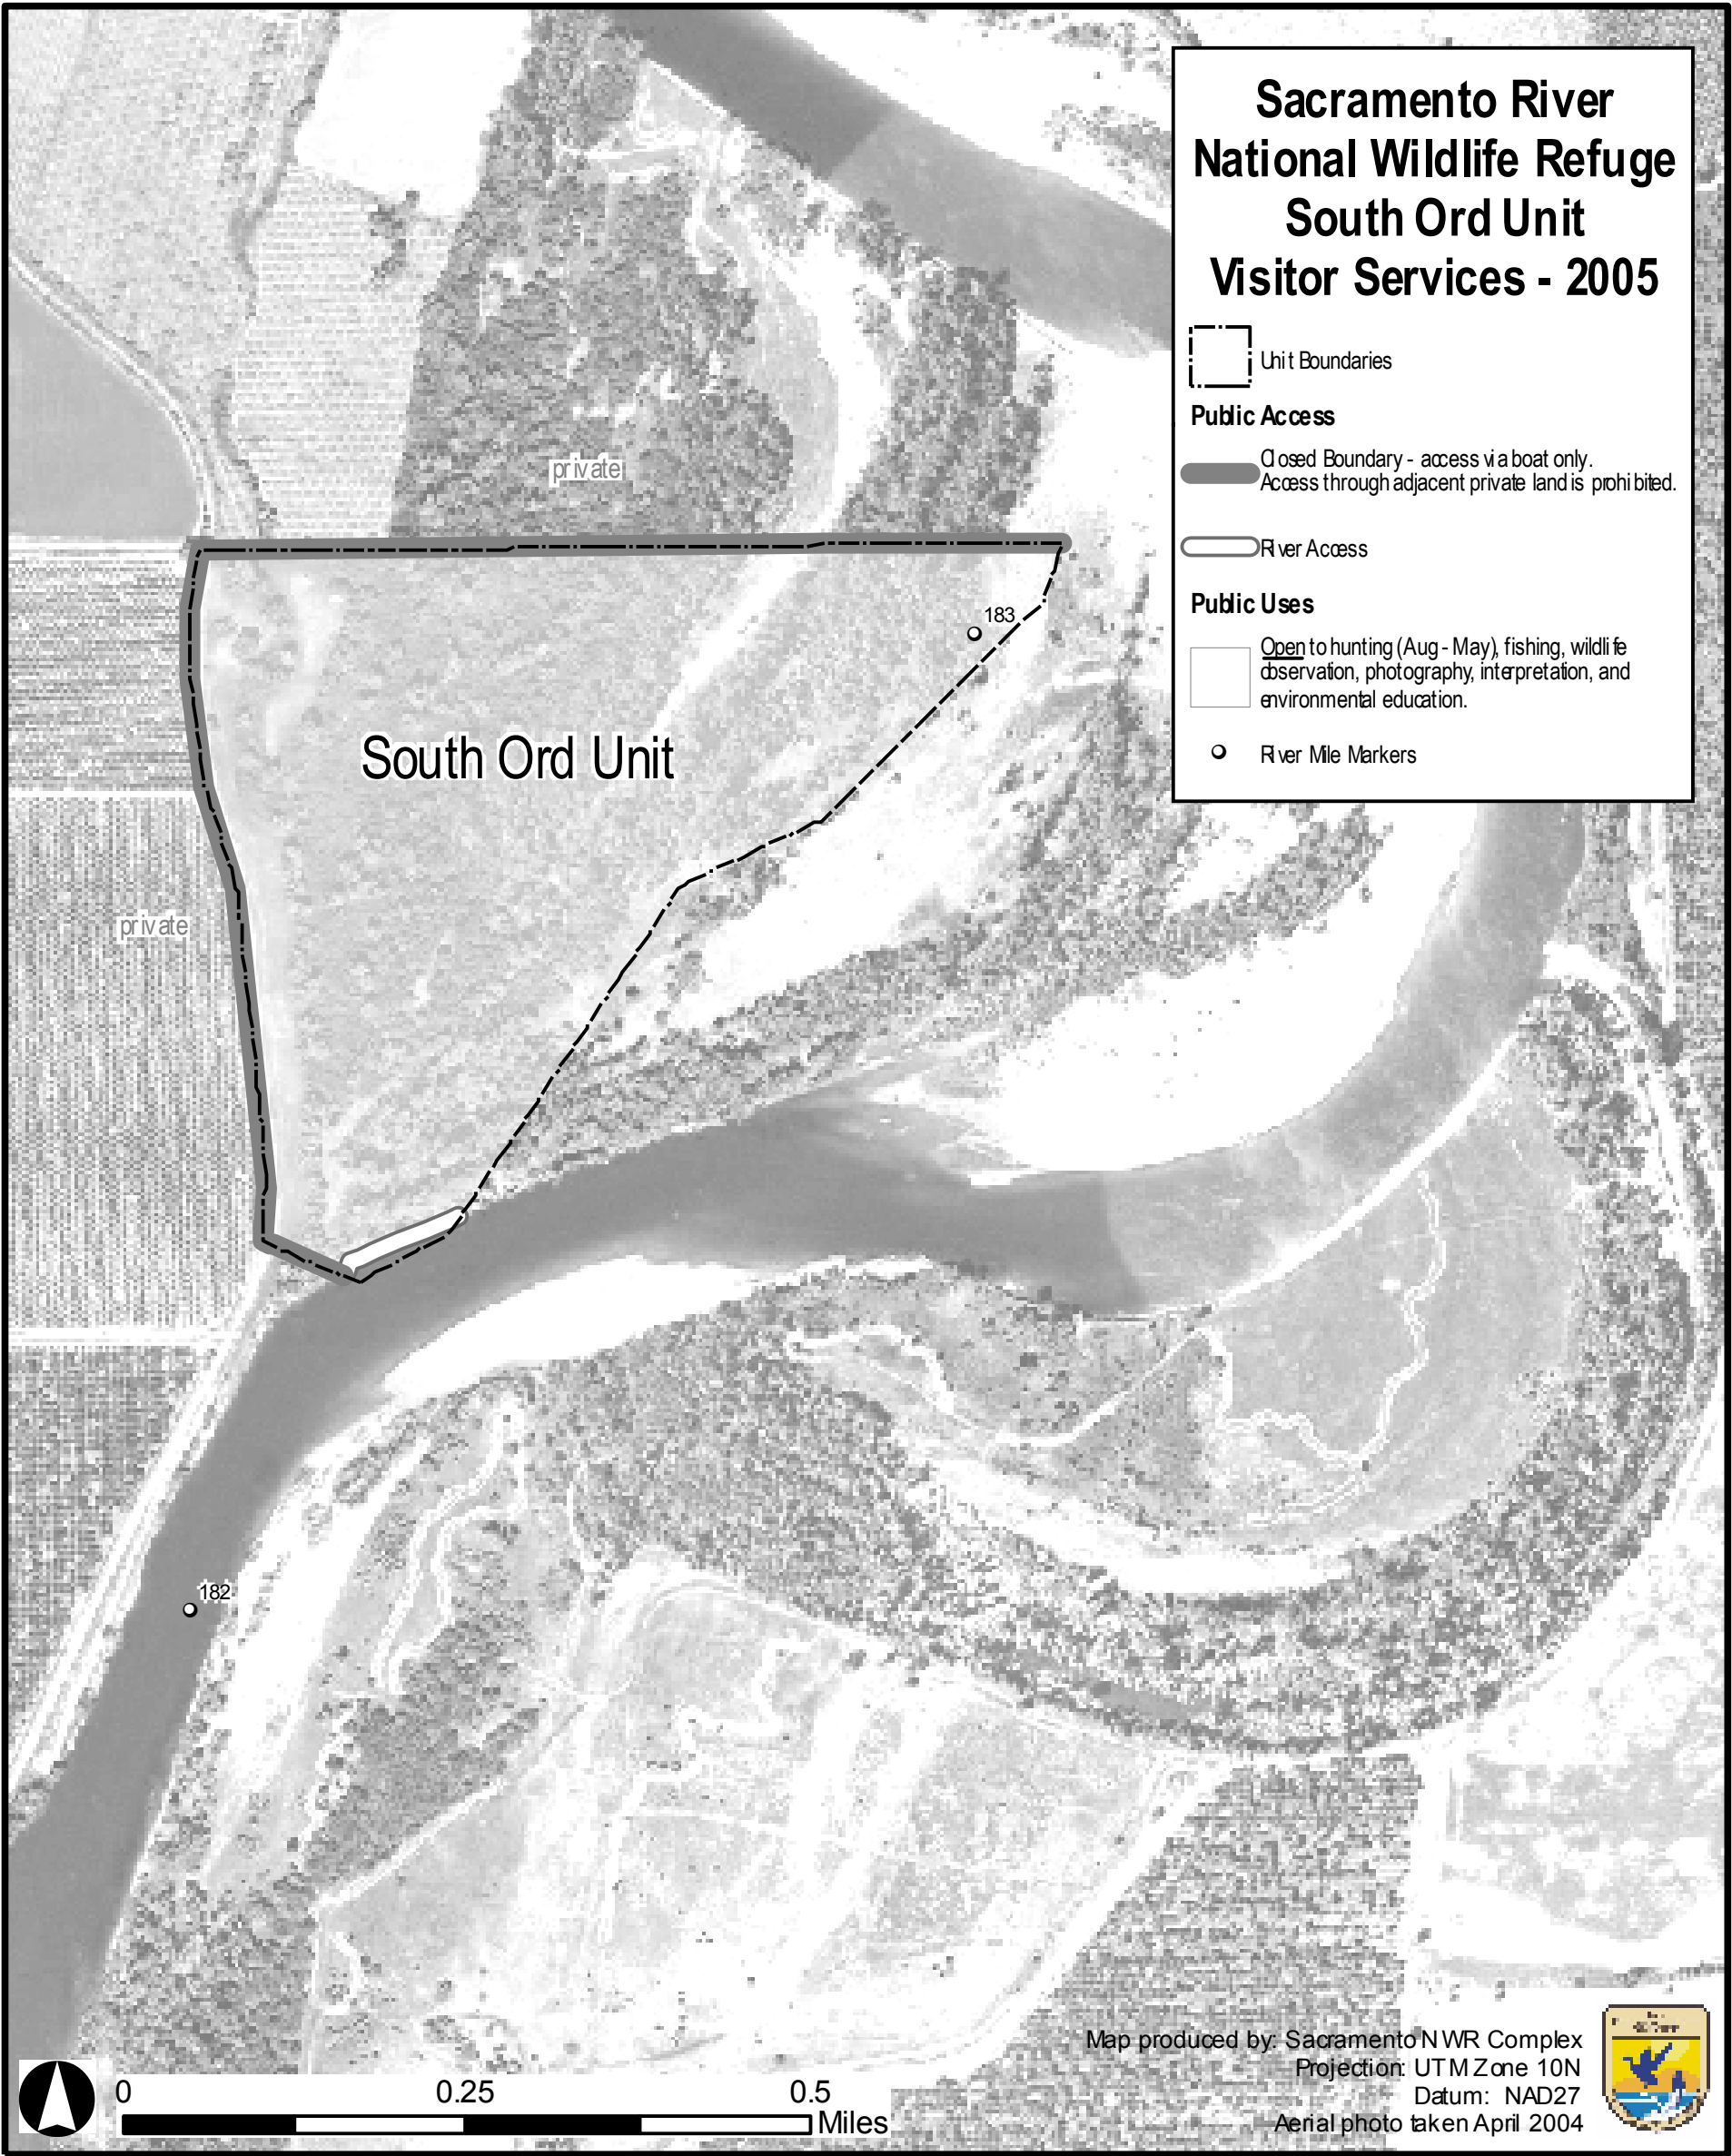 Sacramento River
National Wildlife Refuge
South Ord Unit
Visitor Services - 2005
Unit Boundaries
Public Access
Closed Boundary - access via boat only.
Access through adjacent private land is prohibited.
River Access
Public Uses
Open to hunting (Aug - May), fishing, wildlife
observation, photography, interpretation, and
environmental education.
River Mile Markers
private
183
South Ord Unit
private
182
0 0.25 0.5
Miles
Map produced by: Sacramento NWR Complex
Projection: UTM Zone 10N
Datum: NAD27
Aerial photo taken April 2004